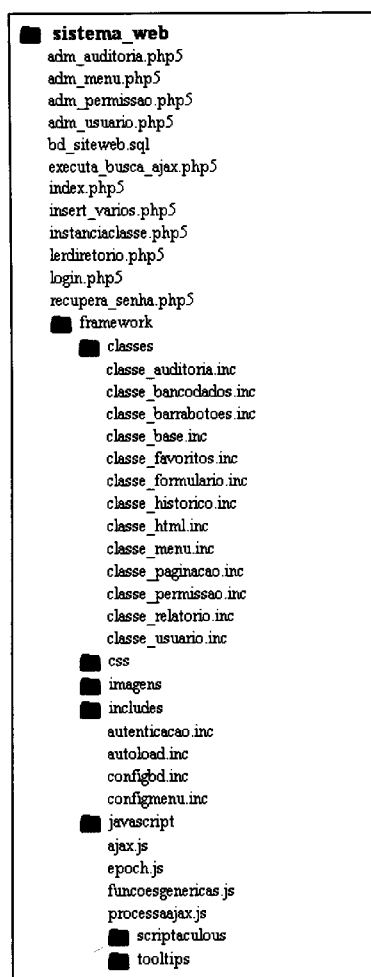 sistema_web
adm_auditoria.php5
adm_menu.php5
adm_permissao.php5
adm_usuario.php5
bd_siteweb.sql
executa_busca_ajax.php5
index.php5
insert_varios.php5
instanciaclasse.php5
lerdiretorio.php5
login.php5
recupera_senha.php5
framework
classes
classe_auditoria.inc
classe_bancodados.inc
classe_barrabotoes.inc
classe_base.inc
classe_favoritos.inc
classe_formulario.inc
classe_historico.inc
classe_html.inc
classe_menu.inc
classe_paginacao.inc
classe_permissao.inc
classe_relatorio.inc
classe_usuario.inc
css
imagens
includes
autenticacao.inc
autoload.inc
configbd.inc
configmenu.inc
javascript
ajax.js
epoch.js
funcoesgenericas.js
processaajax.js
scriptaculous
tooltips